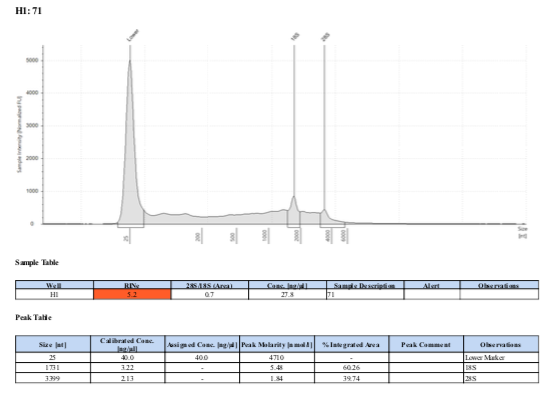 H1: 71
Lower
18S
28S
Sample Intensity [Normalized FU]
5000
4000
3000
2000
1000
0
25
200
500
1000
2000
4000
6000
Size [nt]
Sample Table
Well RINe 28S/18S (Area) Conc. [ng/µl] Sample Description Alert Observations
H1 5.2 0.7 27.8 71
Peak Table
Size [nt] Calibrated Conc. [ng/µl] Assigned Conc. [ng/µl] Peak Molarity [nmol/l] % Integrated Area Peak Comment Observations
25 40.0 40.0 4710 - Lower Marker
1731 3.22 - 5.48 60.26 18S
3399 2.13 - 1.84 39.74 28S